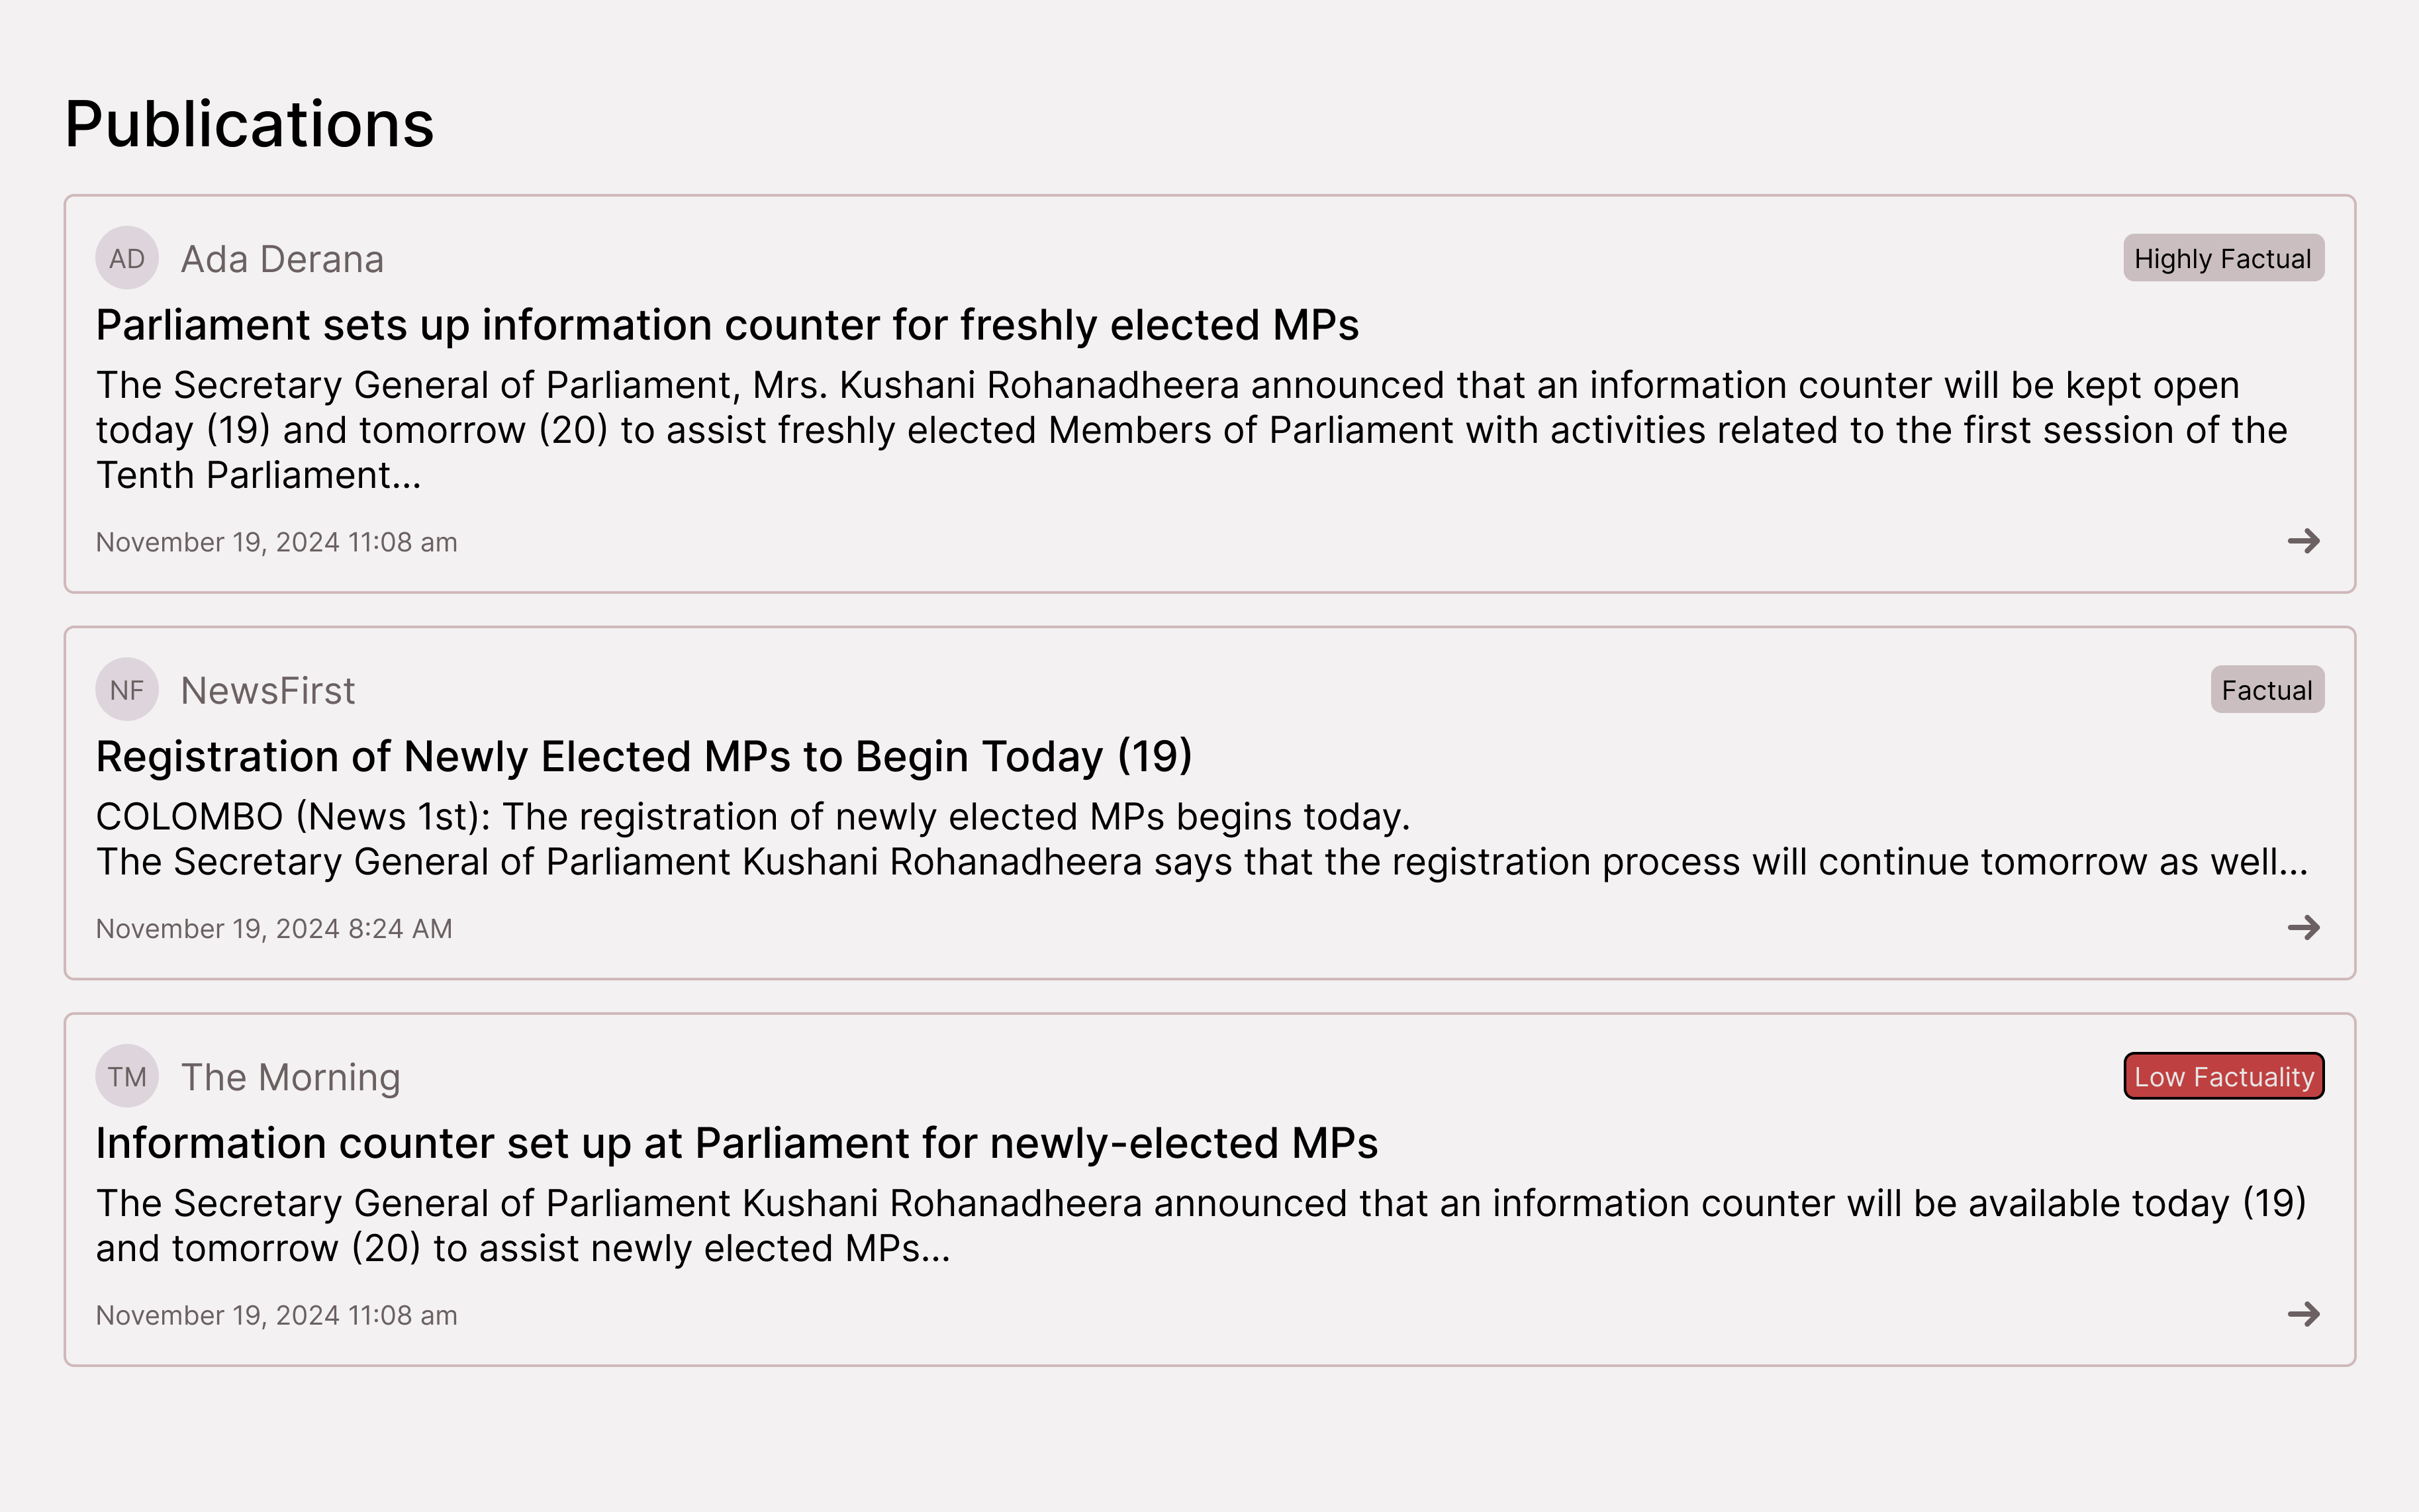 Publications
AD
Ada Derana
Highly Factual
Parliament sets up information counter for freshly elected MPs
The Secretary General of Parliament, Mrs. Kushani Rohanadheera announced that an information counter will be kept open
today (19) and tomorrow (20) to assist freshly elected Members of Parliament with activities related to the first session of the
Tenth Parliament...
November 19, 2024 11:08 am
NF
NewsFirst
Factual
Registration of Newly Elected MPs to Begin Today (19)
COLOMBO (News 1st): The registration of newly elected MPs begins today.
The Secretary General of Parliament Kushani Rohanadheera says that the registration process will continue tomorrow as well...
November 19, 2024 8:24 AM
TM
The Morning
Low Factuality
Information counter set up at Parliament for newly-elected MPs
The Secretary General of Parliament Kushani Rohanadheera announced that an information counter will be available today (19)
and tomorrow (20) to assist newly elected MPs...
November 19, 2024 11:08 am